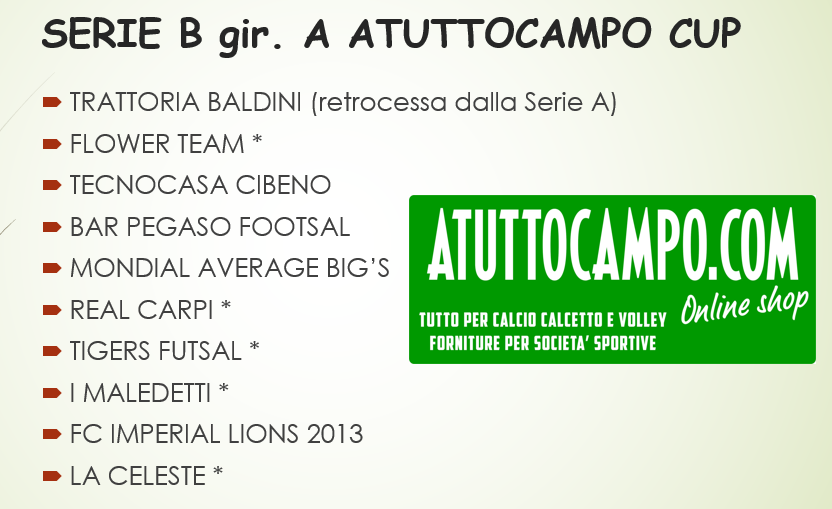 SERIE B gir. A ATUTTOCAMPO CUP
TRATTORIA BALDINI (retrocessa dalla Serie A)
FLOWER TEAM *
TECNOCASA CIBENO
BAR PEGASO FOOTSAL
MONDIAL AVERAGE BIG’S
REAL CARPI *
TIGERS FUTSAL *
I MALEDETTI *
FC IMPERIAL LIONS 2013
LA CELESTE *
ATUTTOCAMPO.COM
Online shop
TUTTO PER CALCIO CALCETTO E VOLLEY
FORNITURE PER SOCIETA’ SPORTIVE